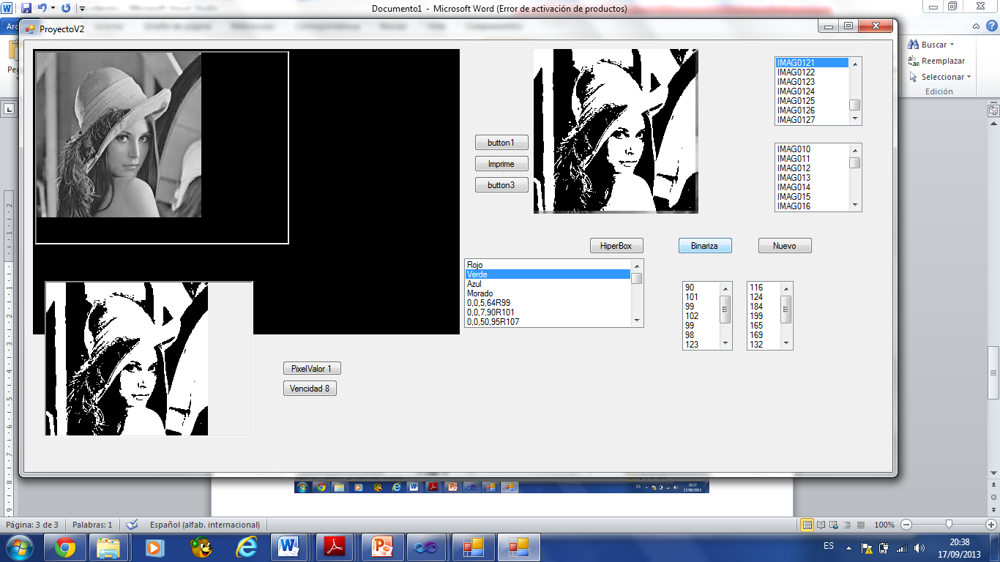 Documento1 - Microsoft Word (Error de activación de productos)
ProyectoV2
Buscar
Reemplazar
Seleccionar
Edición
button1
Imprime
button3
IMAG0121
IMAG0122
IMAG0123
IMAG0124
IMAG0125
IMAG0126
IMAG0127
IMAG010
IMAG011
IMAG012
IMAG013
IMAG014
IMAG015
IMAG016
HiperBox
Binariza
Nuevo
Rojo
Verde
Azul
Morado
0,0,5,64R99
0,0,7,90R101
0,0,50,95R107
90
101
99
102
99
98
123
116
124
184
199
165
169
132
PixelValor 1
Vencidad 8
Página: 3 de 3
Palabras: 1
Español (alfab. internacional)
100%
ES
20:38
17/09/2013